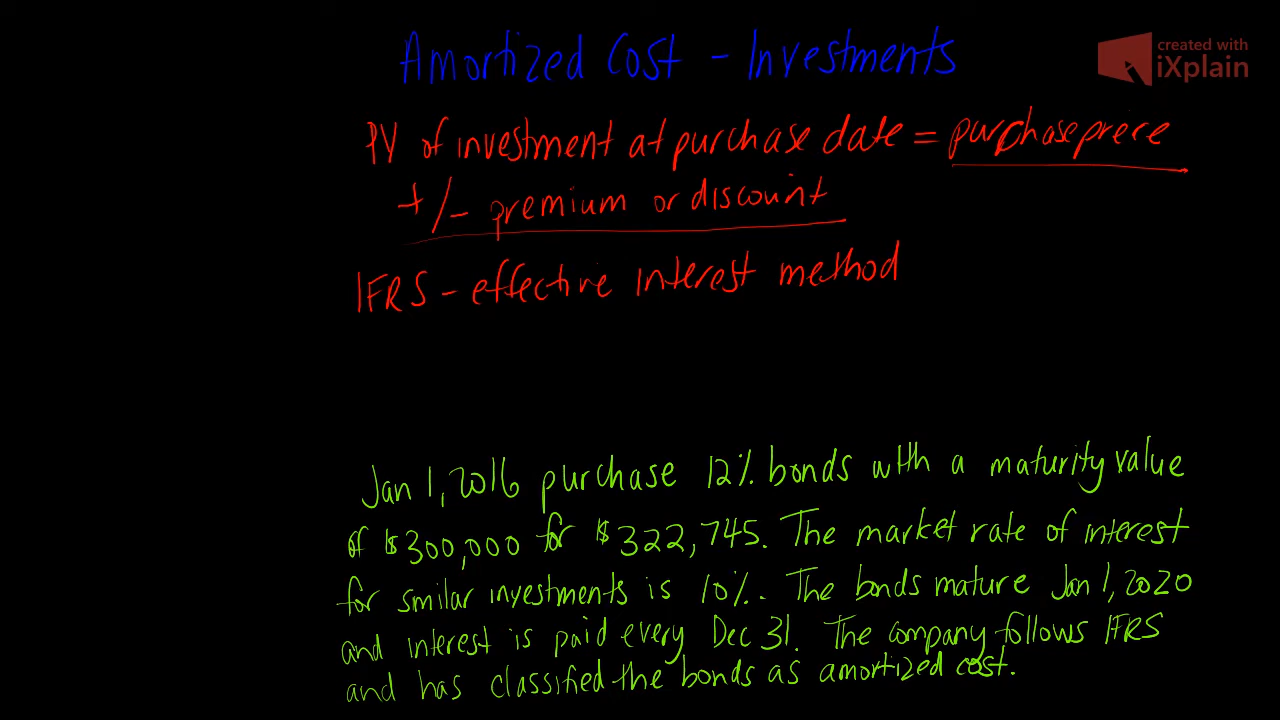 Amortized Cost - Investments
created with
iXplain
PV of investment at purchase date = purchase price
+/- premium or discount
IFRS - effective interest method
Jan 1, 2016 purchase 12% bonds with a maturity value
of $300,000 for $322,745. The market rate of interest
for similar investments is 10%. The bonds mature Jan 1, 2020
and interest is paid every Dec 31. The company follows IFRS
and has classified the bonds as amortized cost.